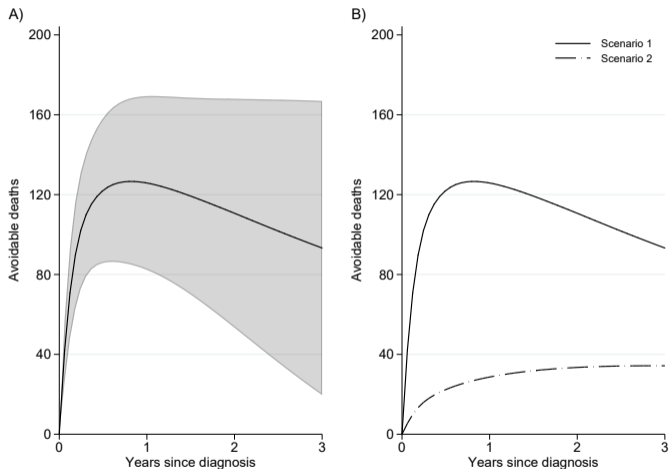 A)
Avoidable deaths
200
160
120
80
40
0
0 1 2 3
Years since diagnosis
B)
Avoidable deaths
200
160
120
80
40
0
0 1 2 3
Years since diagnosis
Scenario 1
Scenario 2